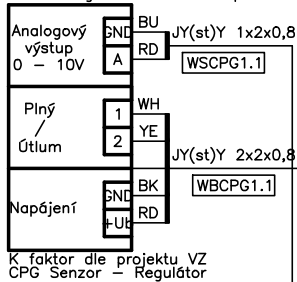 Analogový
výstup
0 – 10V
GND
A
BU
RD
JY(st)Y 1x2x0,8
WSCPG1.1
Plný
/
Útlum
1
2
WH
YE
JY(st)Y 2x2x0,8
WBCPG1.1
Napájení
GND
+Ub
BK
RD
K faktor dle projektu VZ
CPG Senzor – Regulátor